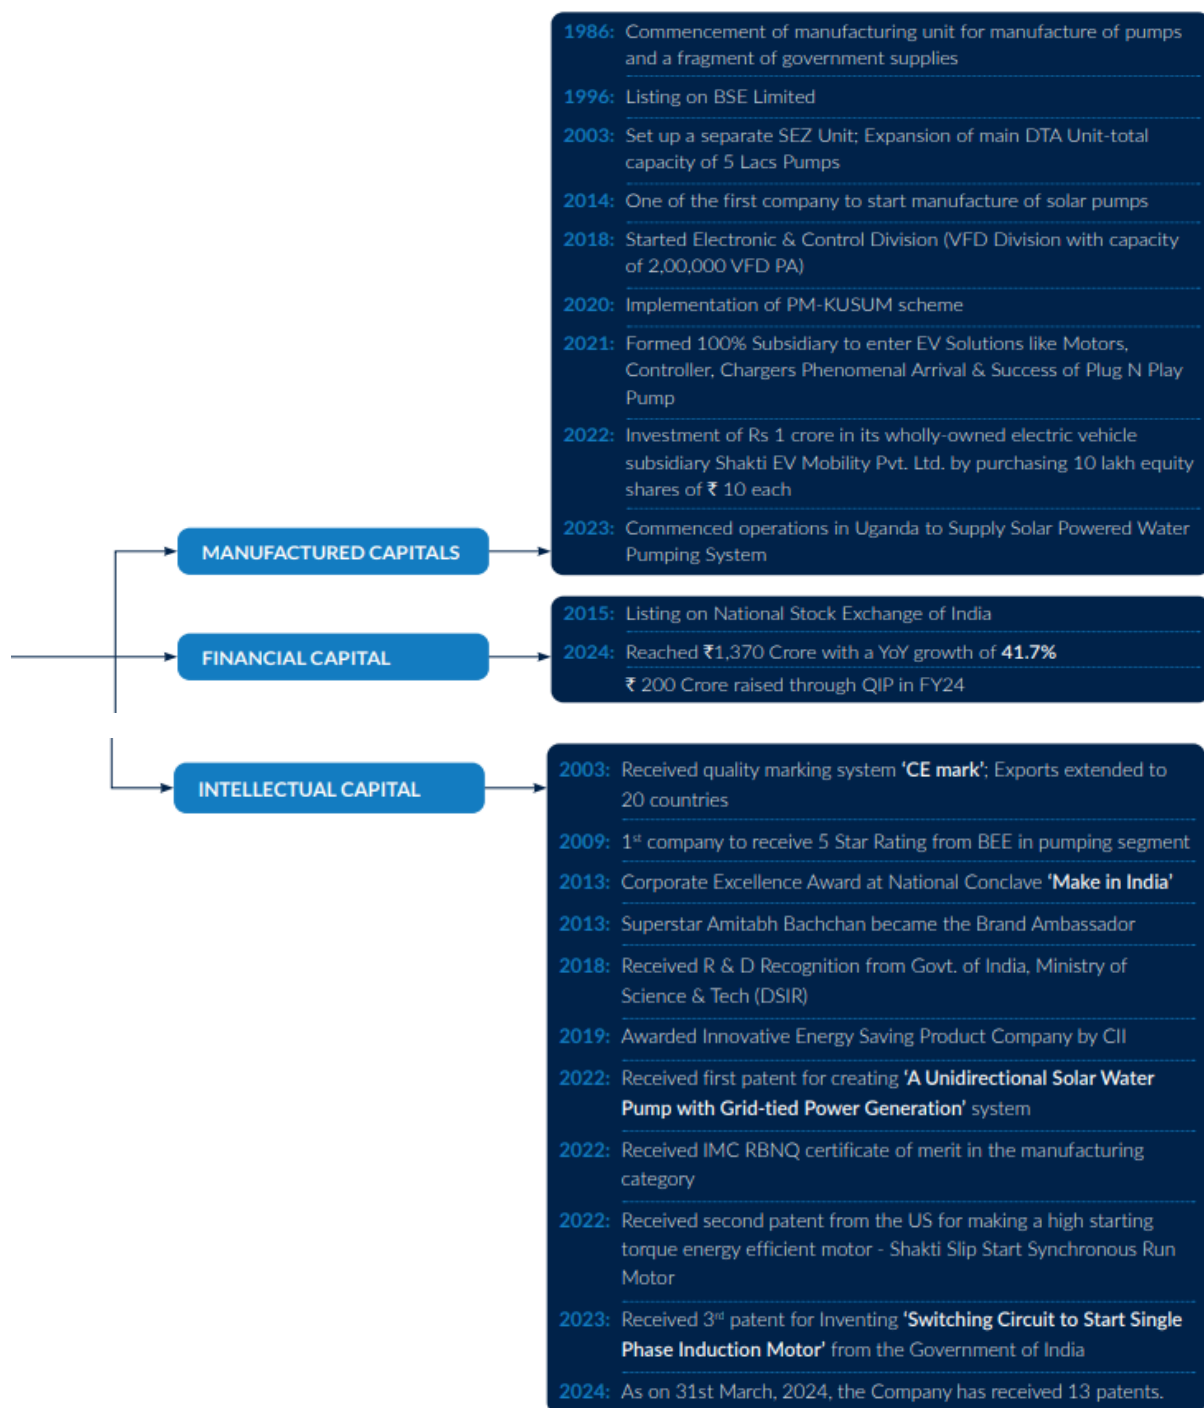 1986: Commencement of manufacturing unit for manufacture of pumps
and a fragment of government supplies
1996: Listing on BSE Limited
2003: Set up a separate SEZ Unit; Expansion of main DTA Unit-total
capacity of 5 Lacs Pumps
2014: One of the first company to start manufacture of solar pumps
2018: Started Electronic & Control Division (VFD Division with capacity
of 2,00,000 VFD PA)
2020: Implementation of PM-KUSUM scheme
2021: Formed 100% Subsidiary to enter EV Solutions like Motors,
Controller, Chargers Phenomenal Arrival & Success of Plug N Play
Pump
2022: Investment of Rs 1 crore in its wholly-owned electric vehicle
subsidiary Shakti EV Mobility Pvt. Ltd. by purchasing 10 lakh equity
shares of ₹ 10 each
2023: Commenced operations in Uganda to Supply Solar Powered Water
Pumping System
MANUFACTURED CAPITALS
2015: Listing on National Stock Exchange of India
FINANCIAL CAPITAL
2024: Reached ₹1,370 Crore with a YoY growth of 41.7%
₹ 200 Crore raised through QIP in FY24
INTELLECTUAL CAPITAL
2003: Received quality marking system ‘CE mark’; Exports extended to
20 countries
2009: 1st company to receive 5 Star Rating from BEE in pumping segment
2013: Corporate Excellence Award at National Conclave ‘Make in India’
2013: Superstar Amitabh Bachchan became the Brand Ambassador
2018: Received R & D Recognition from Govt. of India, Ministry of
Science & Tech (DSIR)
2019: Awarded Innovative Energy Saving Product Company by CII
2022: Received first patent for creating ‘A Unidirectional Solar Water
Pump with Grid-tied Power Generation’ system
2022: Received IMC RBNQ certificate of merit in the manufacturing
category
2022: Received second patent from the US for making a high starting
torque energy efficient motor - Shakti Slip Start Synchronous Run
Motor
2023: Received 3rd patent for Inventing ‘Switching Circuit to Start Single
Phase Induction Motor’ from the Government of India
2024: As on 31st March, 2024, the Company has received 13 patents.